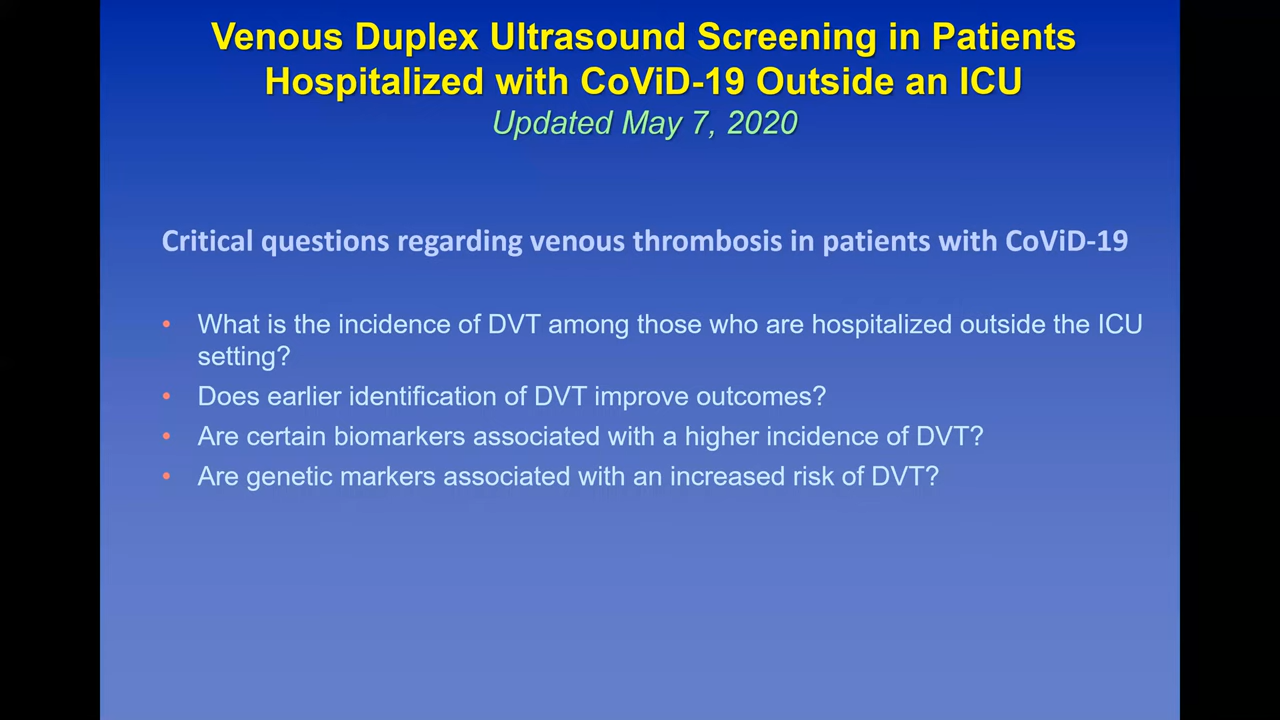 Venous Duplex Ultrasound Screening in Patients
Hospitalized with CoViD-19 Outside an ICU
Updated May 7, 2020
Critical questions regarding venous thrombosis in patients with CoViD-19
• What is the incidence of DVT among those who are hospitalized outside the ICU
setting?
• Does earlier identification of DVT improve outcomes?
• Are certain biomarkers associated with a higher incidence of DVT?
• Are genetic markers associated with an increased risk of DVT?